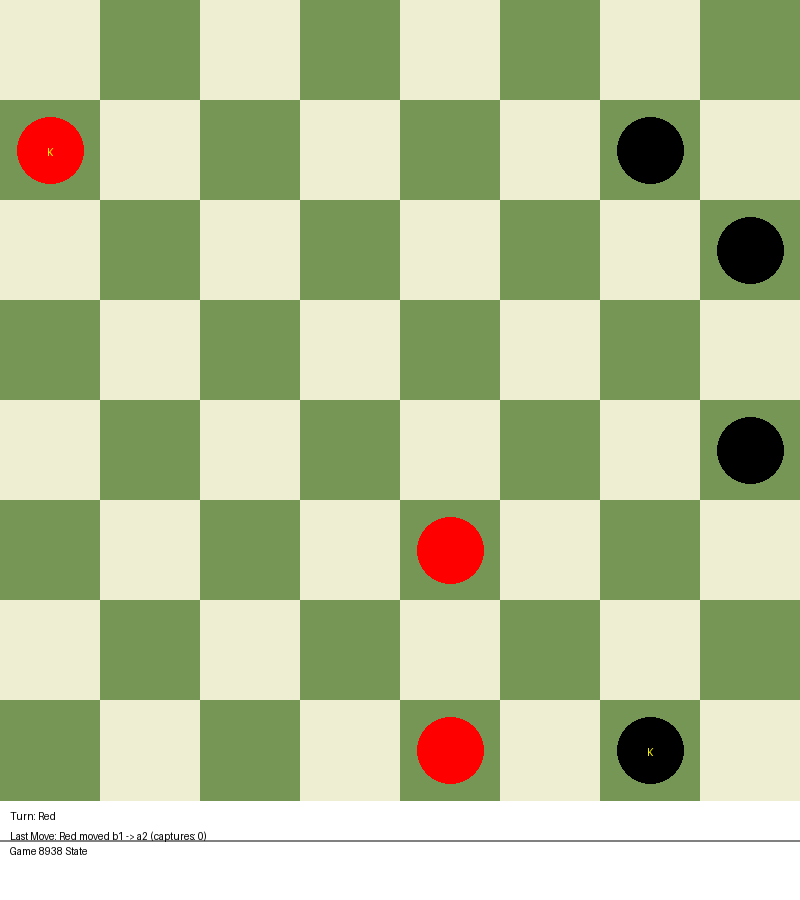 K
K
Turn: Red
Last Move: Red moved b1 -> a2 (captures: 0)
Game 8938 State